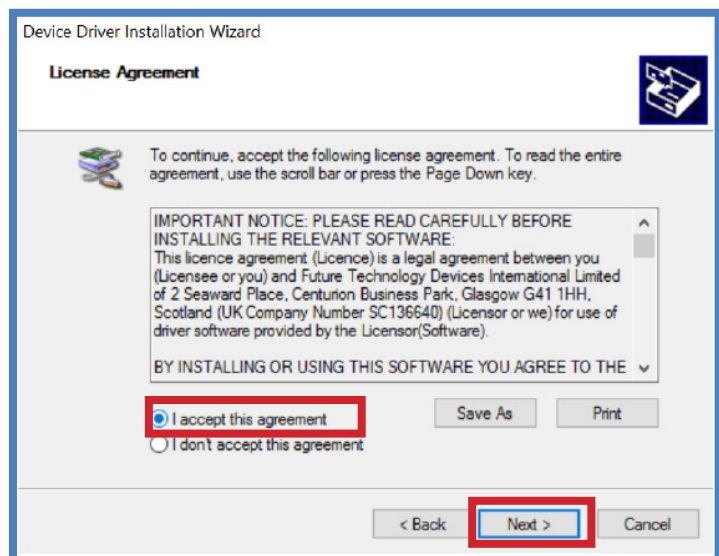 Device Driver Installation Wizard
License Agreement
To continue, accept the following license agreement. To read the entire
agreement, use the scroll bar or press the Page Down key.
IMPORTANT NOTICE: PLEASE READ CAREFULLY BEFORE
INSTALLING THE RELEVANT SOFTWARE:
This licence agreement (Licence) is a legal agreement between you
(Licensee or you) and Future Technology Devices International Limited
of 2 Seaward Place, Centurion Business Park, Glasgow G41 1HH,
Scotland (UK Company Number SC136640) (Licensor or we) for use of
driver software provided by the Licensor(Software).
BY INSTALLING OR USING THIS SOFTWARE YOU AGREE TO THE
I accept this agreement
Save As
Print
I don't accept this agreement
< Back
Next >
Cancel